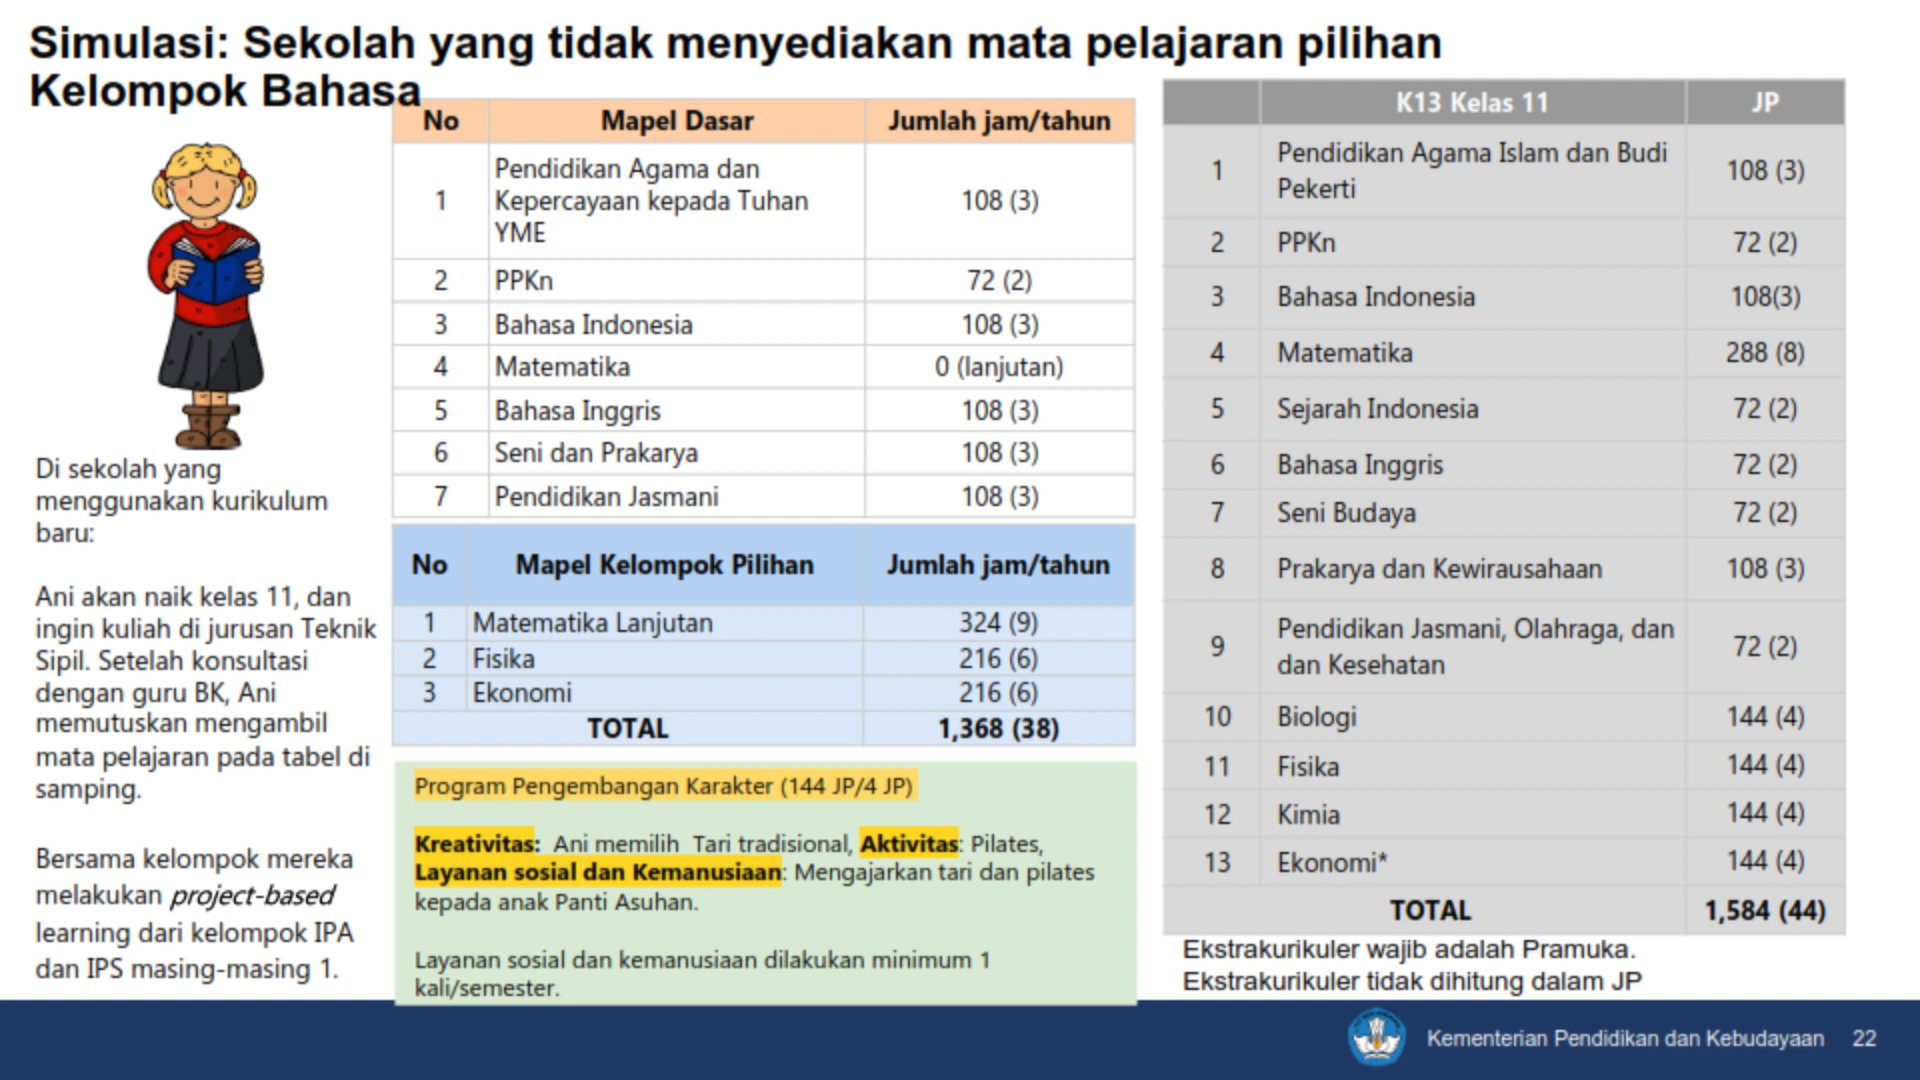 Simulasi: Sekolah yang tidak menyediakan mata pelajaran pilihan
Kelompok Bahasa
Di sekolah yang
menggunakan kurikulum
baru:
Ani akan naik kelas 11, dan
ingin kuliah di jurusan Teknik
Sipil. Setelah konsultasi
dengan guru BK, Ani
memutuskan mengambil
mata pelajaran pada tabel di
samping.
Bersama kelompok mereka
melakukan project-based
learning dari kelompok IPA
dan IPS masing-masing 1.
No Mapel Dasar Jumlah jam/tahun
1 Pendidikan Agama dan
Kepercayaan kepada Tuhan
YME 108 (3)
2 PPKn 72 (2)
3 Bahasa Indonesia 108 (3)
4 Matematika 0 (lanjutan)
5 Bahasa Inggris 108 (3)
6 Seni dan Prakarya 108 (3)
7 Pendidikan Jasmani 108 (3)
No Mapel Kelompok Pilihan Jumlah jam/tahun
1 Matematika Lanjutan 324 (9)
2 Fisika 216 (6)
3 Ekonomi 216 (6)
TOTAL 1,368 (38)
Program Pengembangan Karakter (144 JP/4 JP)
Kreativitas: Ani memilih Tari tradisional, Aktivitas: Pilates,
Layanan sosial dan Kemanusiaan: Mengajarkan tari dan pilates
kepada anak Panti Asuhan.
Layanan sosial dan kemanusiaan dilakukan minimum 1
kali/semester.
K13 Kelas 11 JP
1 Pendidikan Agama Islam dan Budi
Pekerti 108 (3)
2 PPKn 72 (2)
3 Bahasa Indonesia 108(3)
4 Matematika 288 (8)
5 Sejarah Indonesia 72 (2)
6 Bahasa Inggris 72 (2)
7 Seni Budaya 72 (2)
8 Prakarya dan Kewirausahaan 108 (3)
9 Pendidikan Jasmani, Olahraga, dan
dan Kesehatan 72 (2)
10 Biologi 144 (4)
11 Fisika 144 (4)
12 Kimia 144 (4)
13 Ekonomi* 144 (4)
TOTAL 1,584 (44)
Ekstrakurikuler wajib adalah Pramuka.
Ekstrakurikuler tidak dihitung dalam JP
Kementerian Pendidikan dan Kebudayaan 22